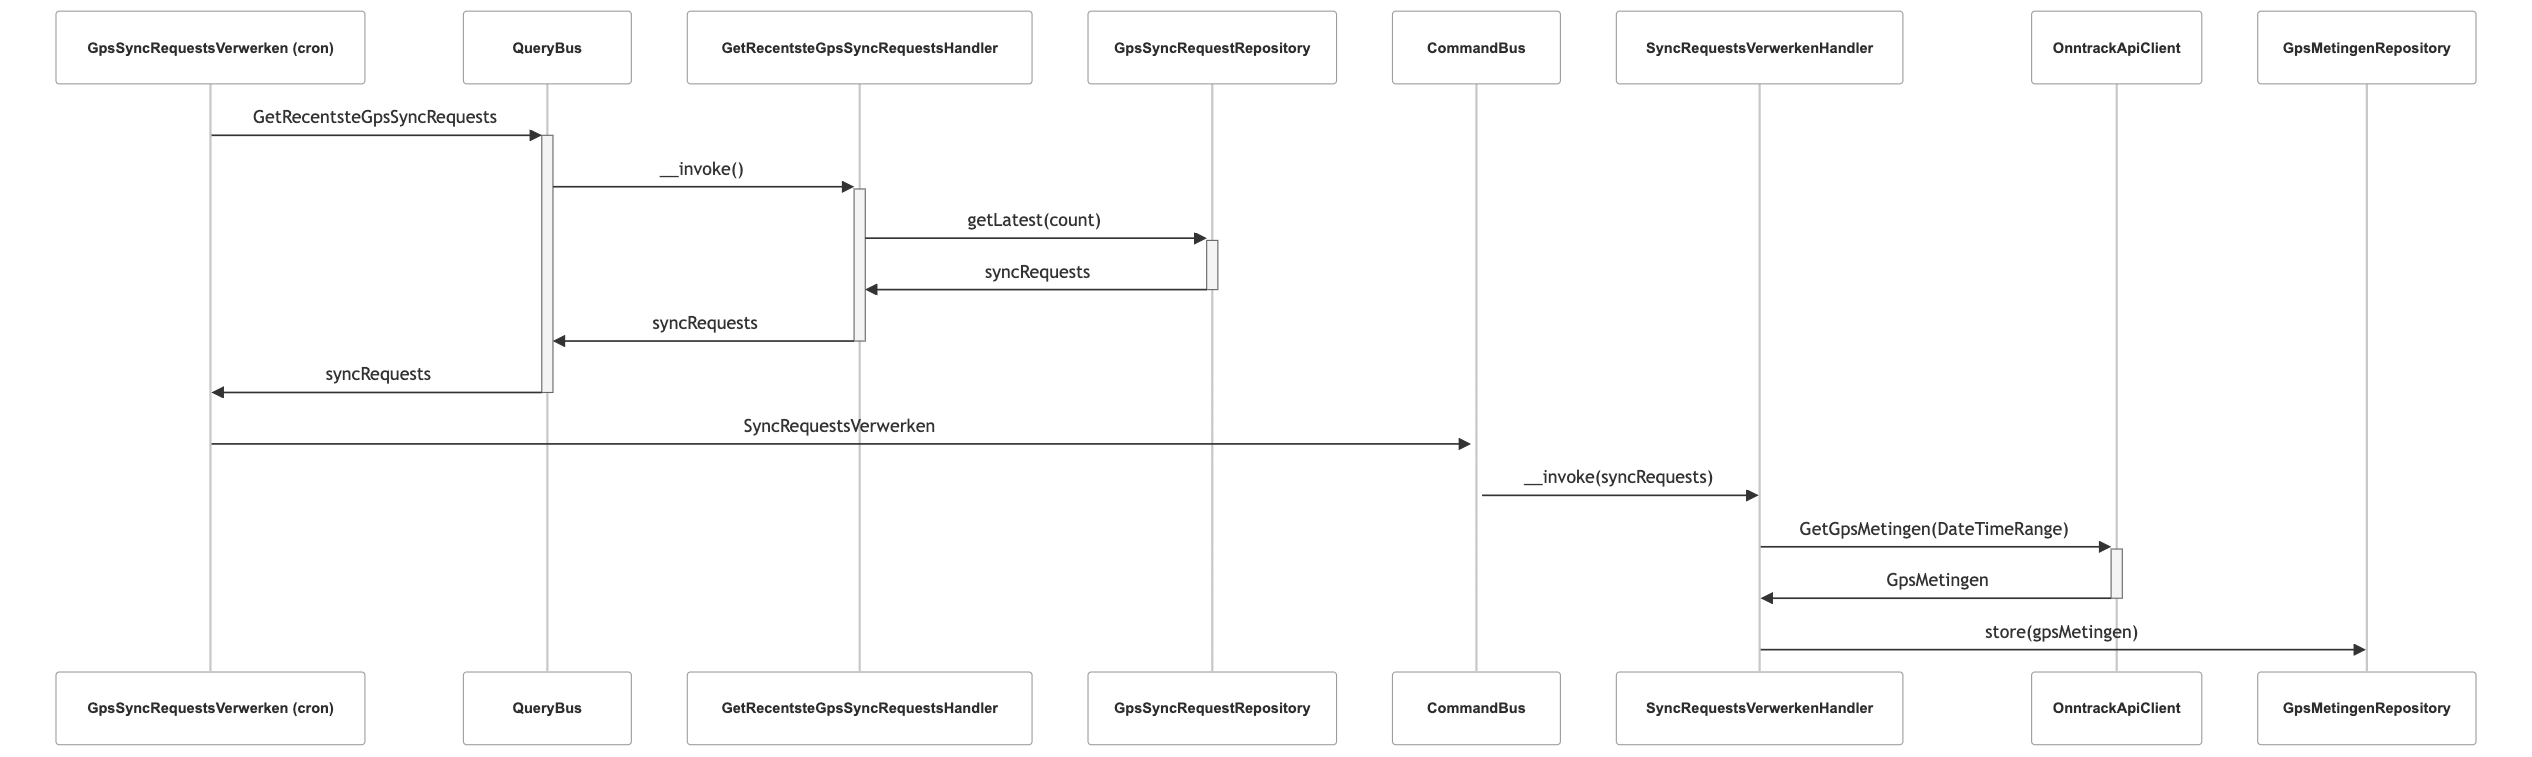 GpsSyncRequestsVerwerken (cron)
QueryBus
GetRecentsteGpsSyncRequestsHandler
GpsSyncRequestRepository
CommandBus
SyncRequestsVerwerkenHandler
OnntrackApiClient
GpsMetingenRepository
GetRecentsteGpsSyncRequests
__invoke()
getLatest(count)
syncRequests
syncRequests
syncRequests
SyncRequestsVerwerken
__invoke(syncRequests)
GetGpsMetingen(DateTimeRange)
GpsMetingen
store(gpsMetingen)
GpsSyncRequestsVerwerken (cron)
QueryBus
GetRecentsteGpsSyncRequestsHandler
GpsSyncRequestRepository
CommandBus
SyncRequestsVerwerkenHandler
OnntrackApiClient
GpsMetingenRepository